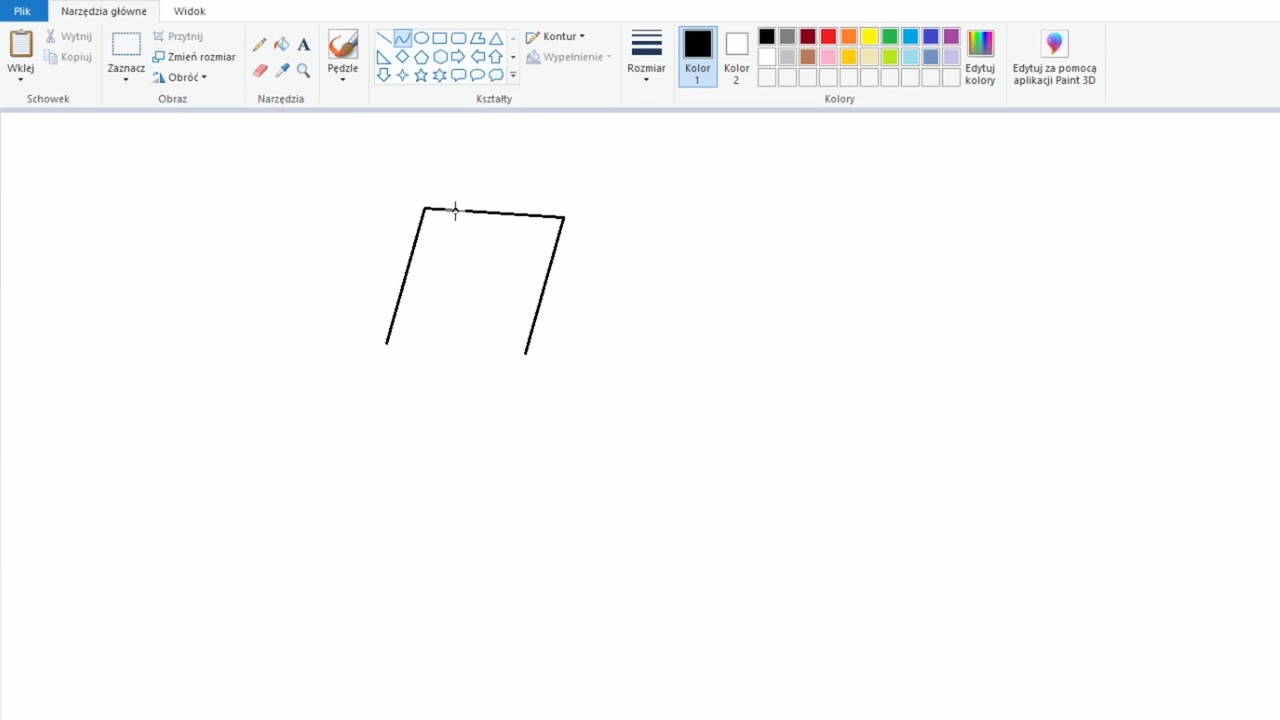 Plik Narzędzia główne Widok
Wklej
Wytnij
Kopiuj
Schowek
Zaznacz
Przytnij
Zmień rozmiar
Obróć
Obraz
A
Narzędzia
Pędzle
Kontur
Wypełnienie
Kształty
Rozmiar
Kolor
1
Kolor
2
Edytuj
kolory
Kolory
Edytuj za pomocą
aplikacji Paint 3D